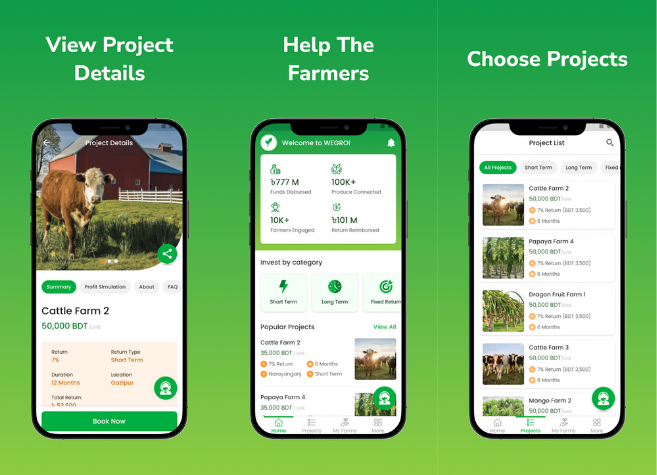 View Project
Details
Project Details
Summary
Profit Simulation
About
FAQ
Cattle Farm 2
50,000 BDT /unit
Return
Return Type
7%
Short Term
Duration
Location
12 Months
Gazipur
Total Return
৳ 53,500
Book Now
Help The
Farmers
Welcome to WEGRO!
৳777 M
100K+
Funds Disbursed
Produce Connected
10K+
৳101 M
Farmers Engaged
Return Reimbursed
Invest by category
Short Term
Long Term
Fixed Return
Popular Projects
View All
Cattle Farm 2
35,000 BDT /unit
7% Return
6 Months
Narayanganj
Short Term
Papaya Farm 4
35,000 BDT /unit
Home
Projects
My Farms
More
Choose Projects
Project List
All Projects
Short Term
Long Term
Fixed
Cattle Farm 2
50,000 BDT /unit
7% Return (BDT 3,500)
6 Months
Papaya Farm 4
50,000 BDT /unit
7% Return (BDT 3,500)
6 Months
Dragon Fruit Farm 1
50,000 BDT /unit
7% Return (BDT 3,500)
6 Months
Cattle Farm 3
50,000 BDT /unit
7% Return (BDT 3,500)
6 Months
Mango Farm 2
50,000 BDT /unit
Home
Projects
My Farms
More